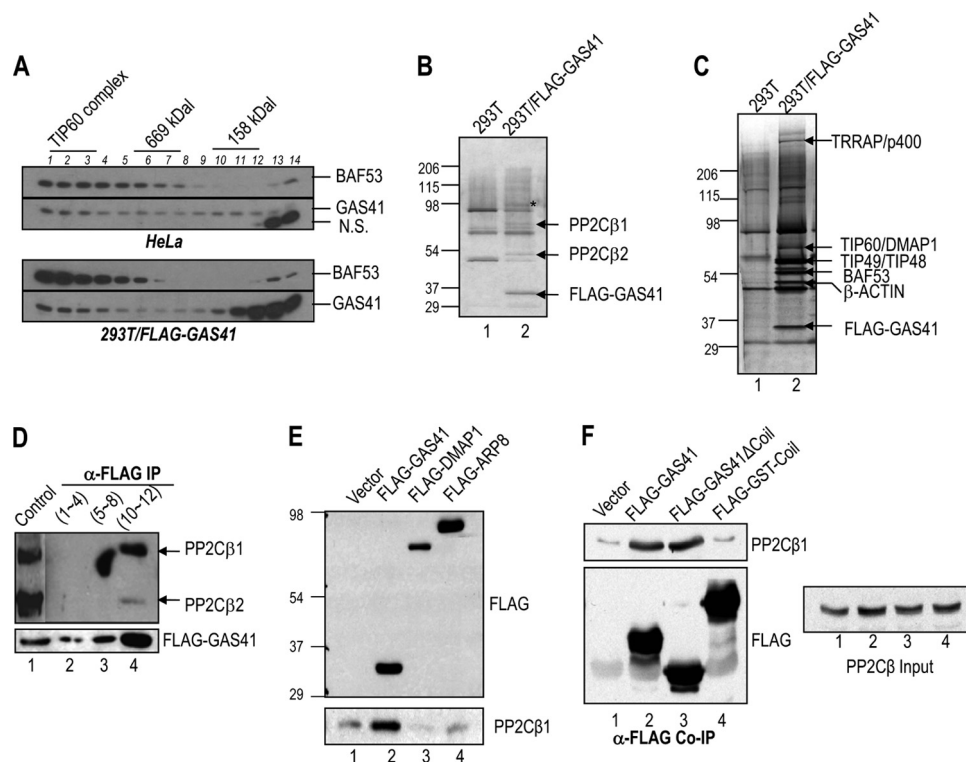 A
TIP60 complex
669 kDal
158 kDal
1 2 3 4 5 6 7 8 9 10 11 12 13 14
BAF53
GAS41
N.S.
HeLa
BAF53
GAS41
293T/FLAG-GAS41
B
293T
293T/FLAG-GAS41
206
115
98
54
37
29
*
PP2Cβ1
PP2Cβ2
FLAG-GAS41
1 2
C
293T
293T/FLAG-GAS41
206
115
98
54
37
29
TRRAP/p400
TIP60/DMAP1
TIP49/TIP48
BAF53
β-ACTIN
FLAG-GAS41
1 2
D
α-FLAG IP
Control
(1~4)
(5~8)
(10~12)
PP2Cβ1
PP2Cβ2
FLAG-GAS41
1 2 3 4
E
Vector
FLAG-GAS41
FLAG-DMAP1
FLAG-ARP8
98
54
37
29
FLAG
PP2Cβ1
1 2 3 4
F
Vector
FLAG-GAS41
FLAG-GAS41ΔCoil
FLAG-GST-Coil
PP2Cβ1
FLAG
1 2 3 4
α-FLAG Co-IP
1 2 3 4
PP2Cβ Input